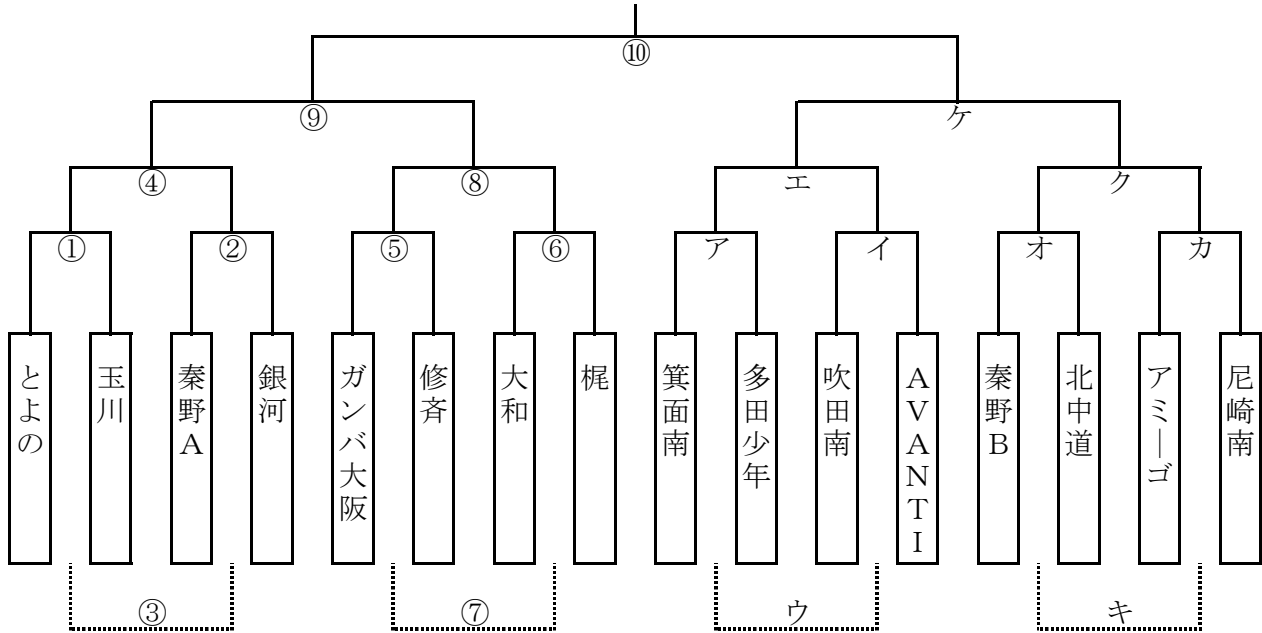 ⑩
⑨
ケ
④
⑧
エ
ク
①
②
⑤
⑥
ア
イ
オ
カ
とよの
玉川
秦野A
銀河
ガンバ大阪
修斉
大和
梶
箕面南
多田少年
吹田南
AVANTI
秦野B
北中道
アミーゴ
尼崎南
③
⑦
ウ
キ